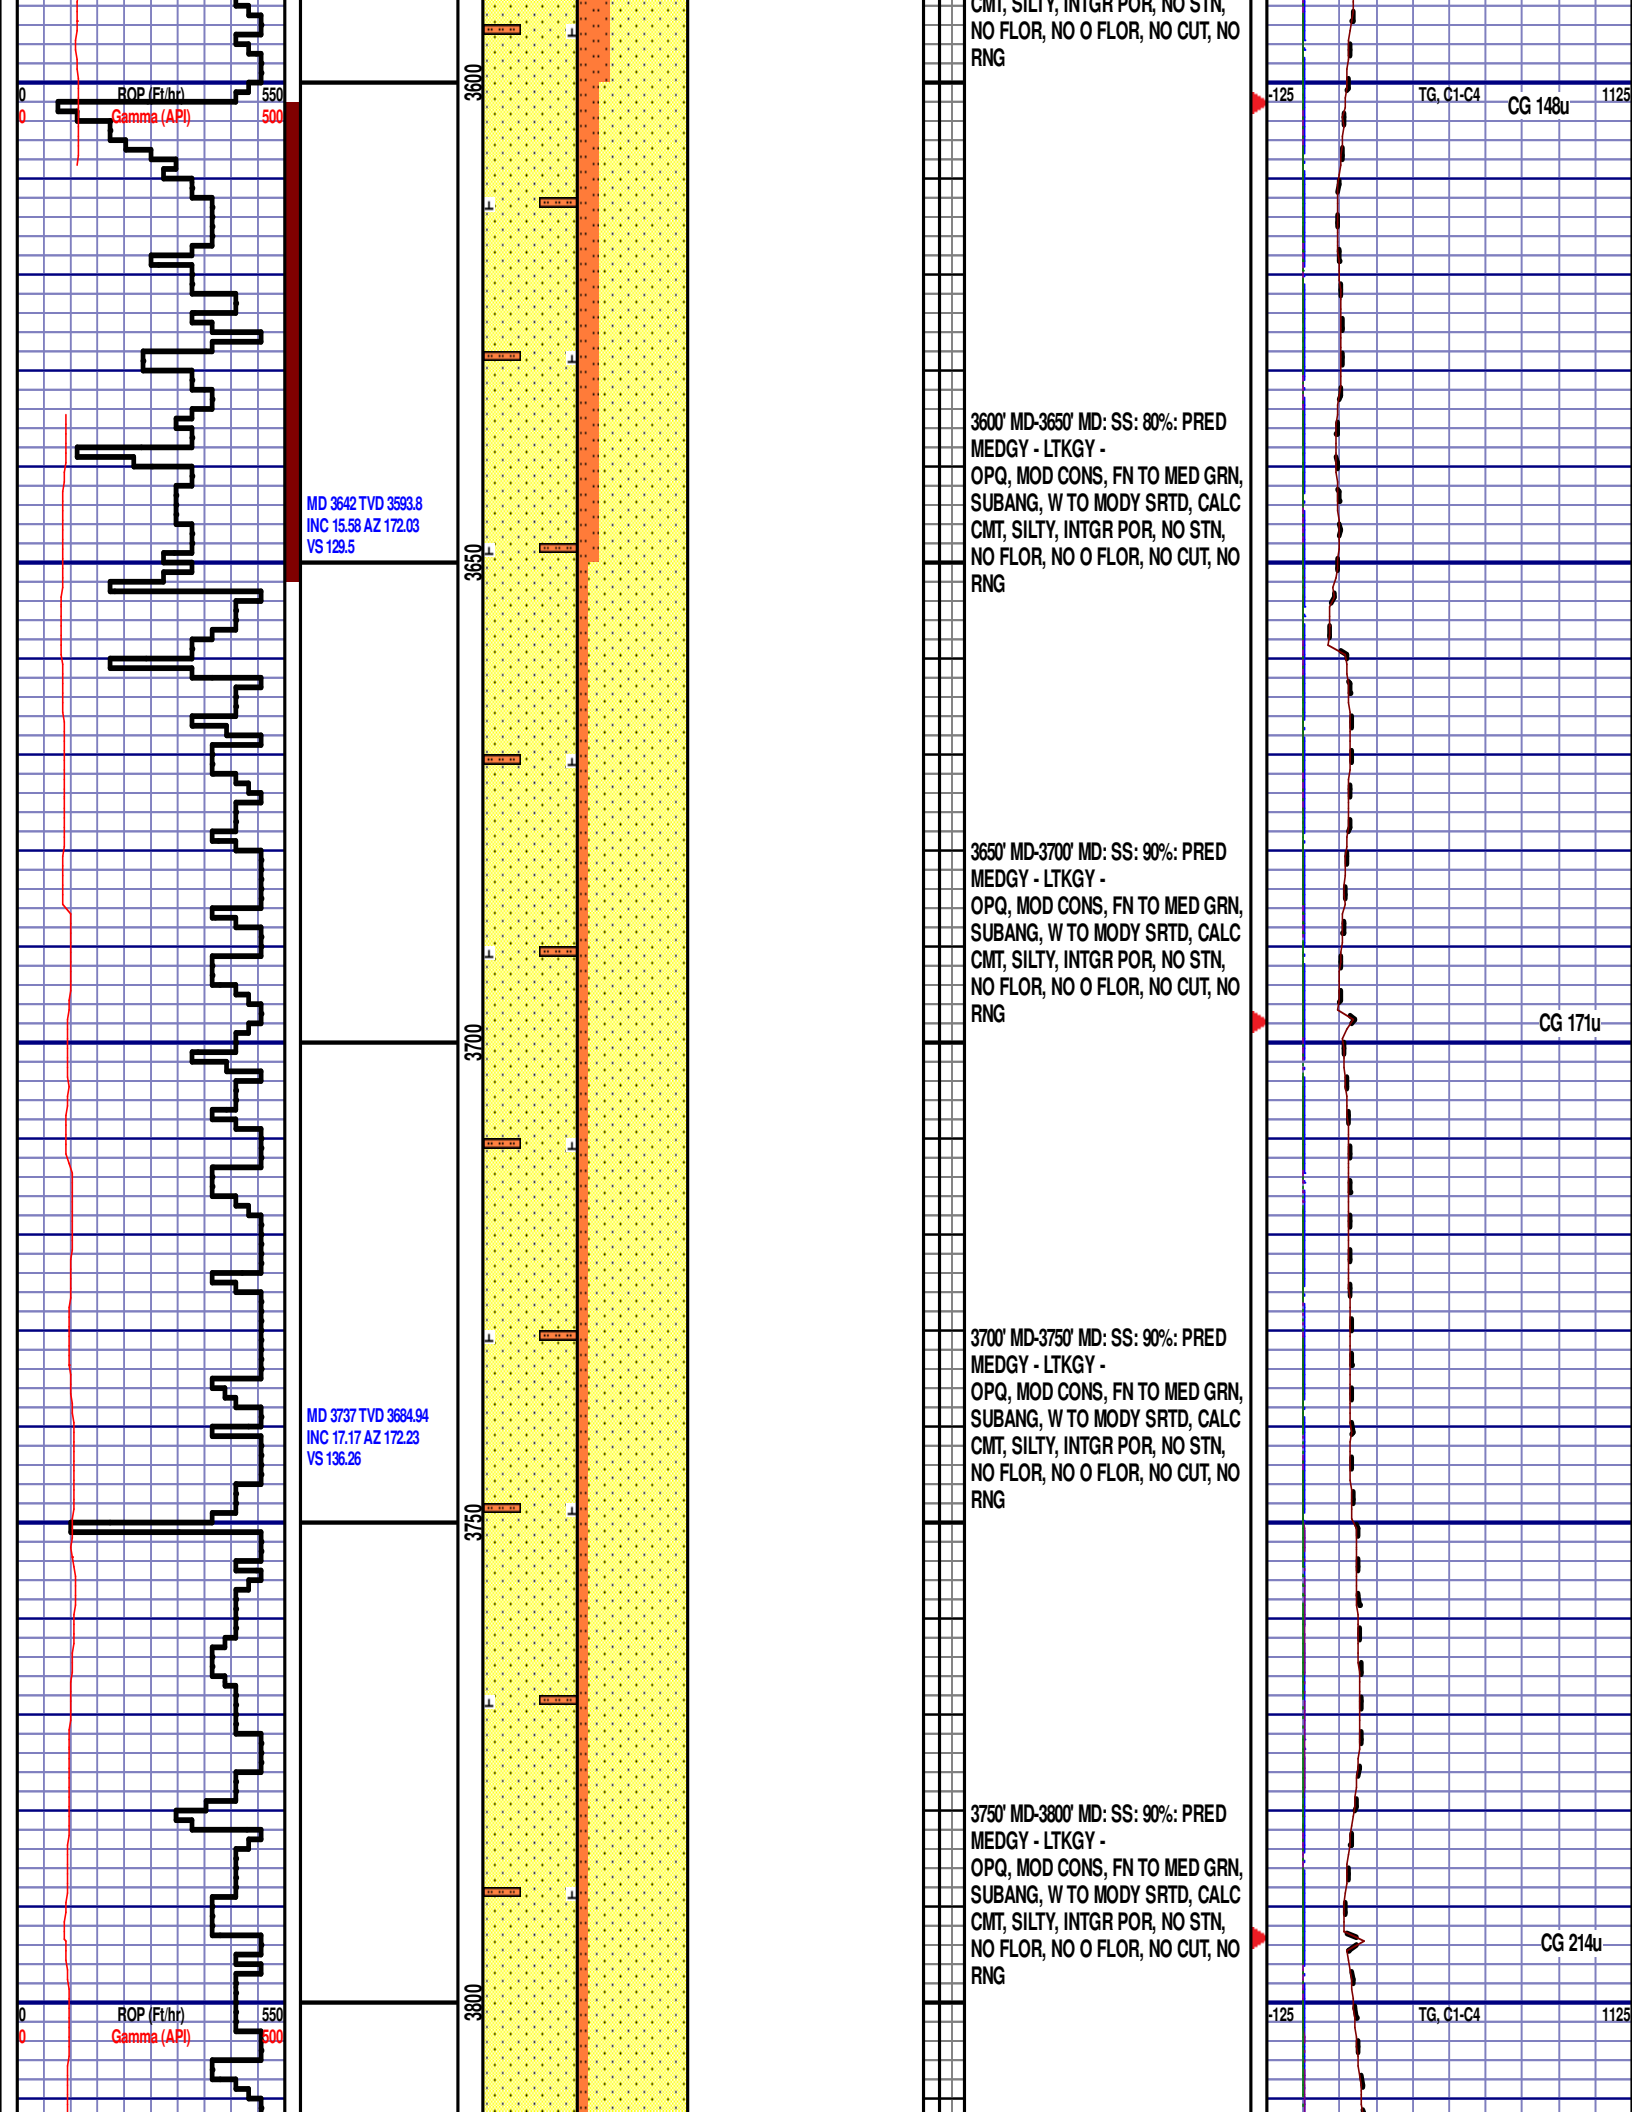 CMT, SILTY, INTGR POR, NO STN,
NO FLOR, NO O FLOR, NO CUT, NO
RNG
3600
0 ROP (Ft/hr) 550
0 Gamma (API) 500
-125 TG, C1-C4 1125
CG 148u
3600' MD-3650' MD: SS: 80%: PRED
MEDGY - LTKGY -
OPQ, MOD CONS, FN TO MED GRN,
SUBANG, W TO MODY SRTD, CALC
CMT, SILTY, INTGR POR, NO STN,
NO FLOR, NO O FLOR, NO CUT, NO
RNG
MD 3642 TVD 3593.8
INC 15.58 AZ 172.03
VS 129.5
3650
3650' MD-3700' MD: SS: 90%: PRED
MEDGY - LTKGY -
OPQ, MOD CONS, FN TO MED GRN,
SUBANG, W TO MODY SRTD, CALC
CMT, SILTY, INTGR POR, NO STN,
NO FLOR, NO O FLOR, NO CUT, NO
RNG
CG 171u
3700
3700' MD-3750' MD: SS: 90%: PRED
MEDGY - LTKGY -
OPQ, MOD CONS, FN TO MED GRN,
SUBANG, W TO MODY SRTD, CALC
CMT, SILTY, INTGR POR, NO STN,
NO FLOR, NO O FLOR, NO CUT, NO
RNG
MD 3737 TVD 3684.94
INC 17.17 AZ 172.23
VS 136.26
3750
3750' MD-3800' MD: SS: 90%: PRED
MEDGY - LTKGY -
OPQ, MOD CONS, FN TO MED GRN,
SUBANG, W TO MODY SRTD, CALC
CMT, SILTY, INTGR POR, NO STN,
NO FLOR, NO O FLOR, NO CUT, NO
RNG
CG 214u
3800
0 ROP (Ft/hr) 550
0 Gamma (API) 500
-125 TG, C1-C4 1125